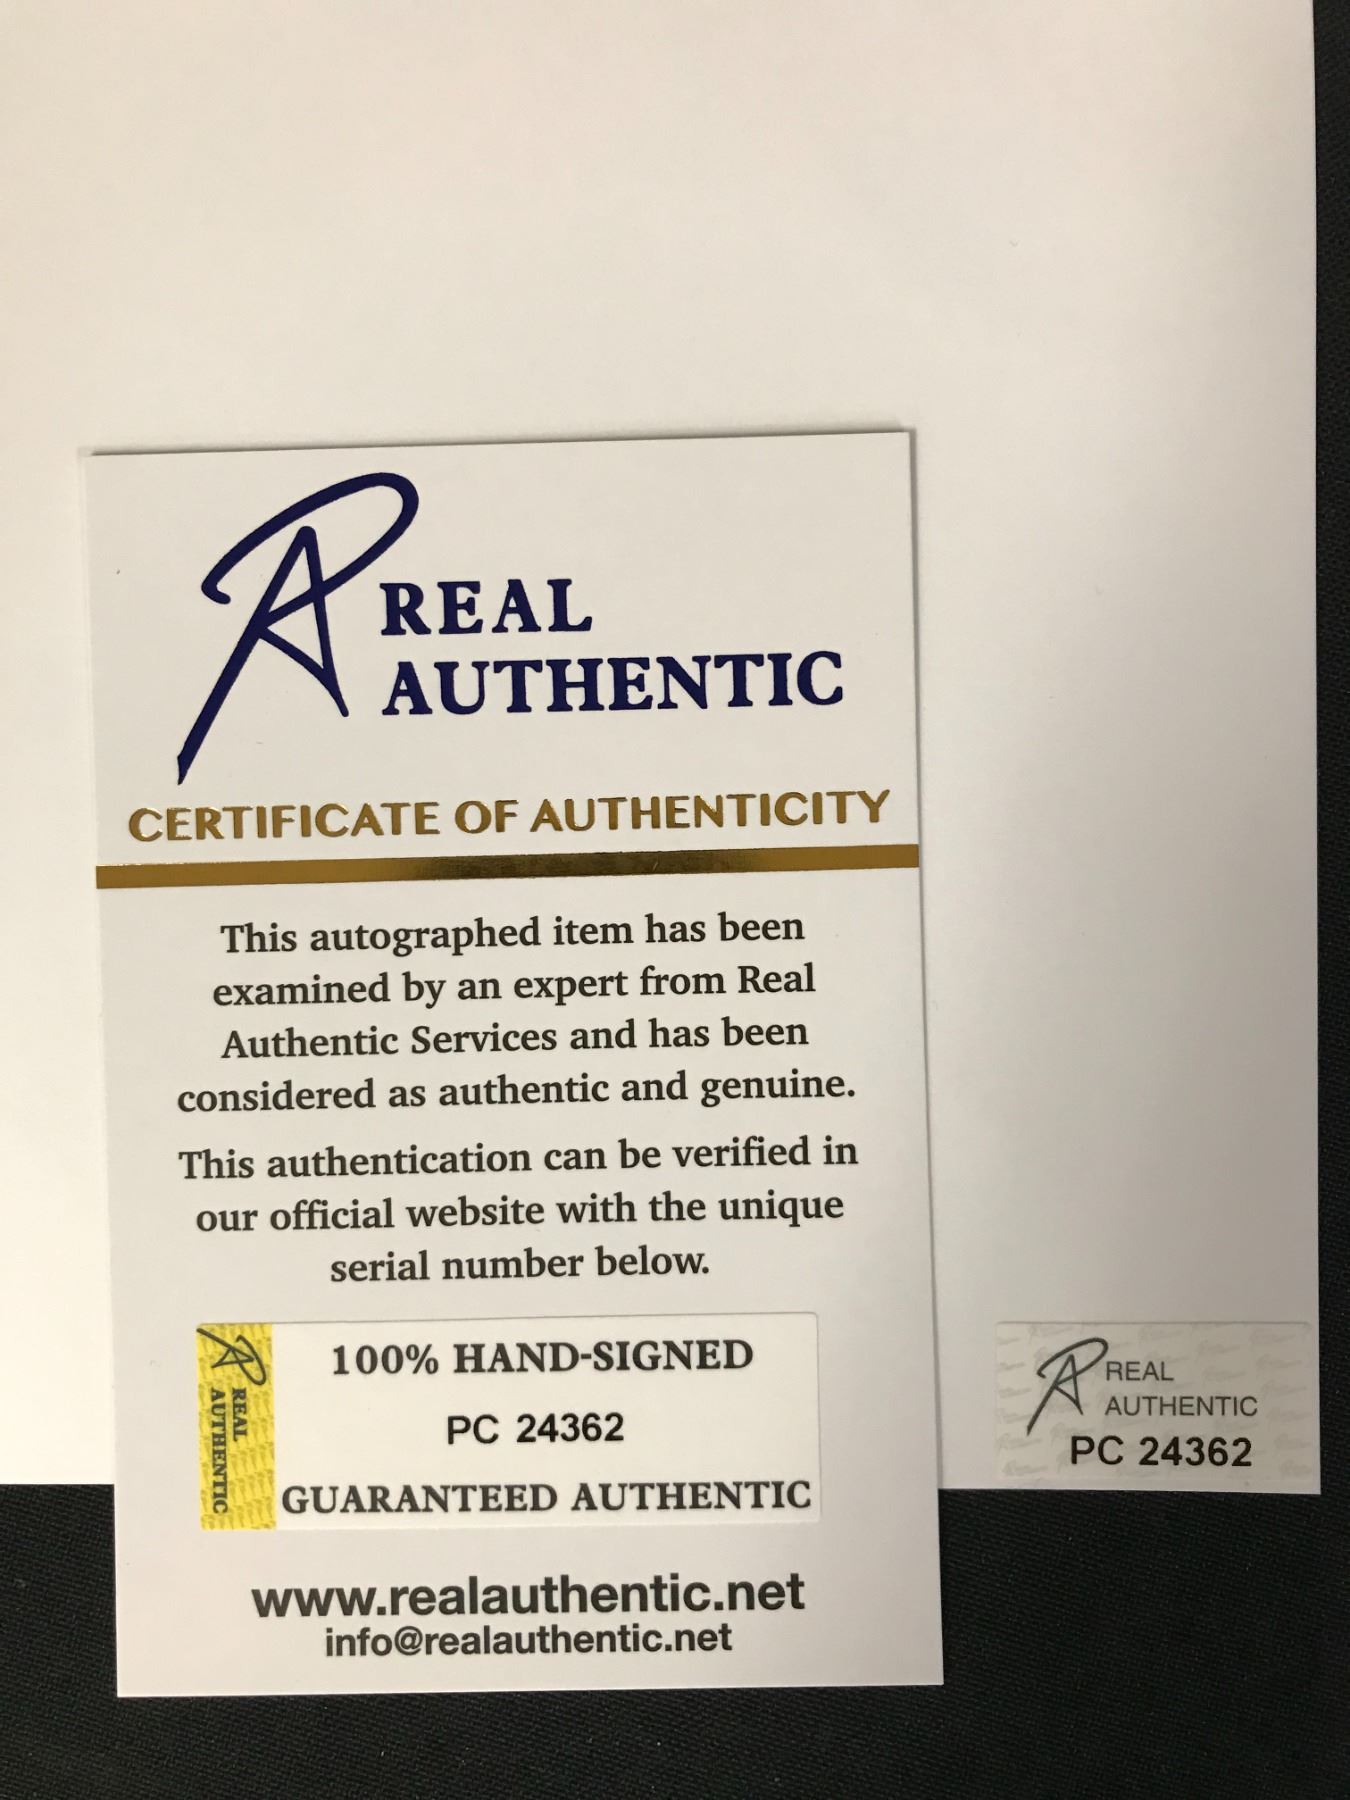 REAL
AUTHENTIC
CERTIFICATE OF AUTHENTICITY
This autographed item has been
examined by an expert from Real
Authentic Services and has been
considered as authentic and genuine.
This authentication can be verified in
our official website with the unique
serial number below.
REAL
AUTHENTIC
100% HAND-SIGNED
PC 24362
GUARANTEED AUTHENTIC
www.realauthentic.net
info@realauthentic.net
REAL
AUTHENTIC
PC 24362